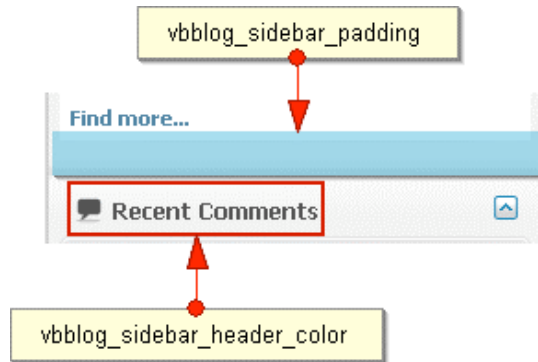 vbblog_sidebar_padding
Find more...
Recent Comments
vbblog_sidebar_header_color